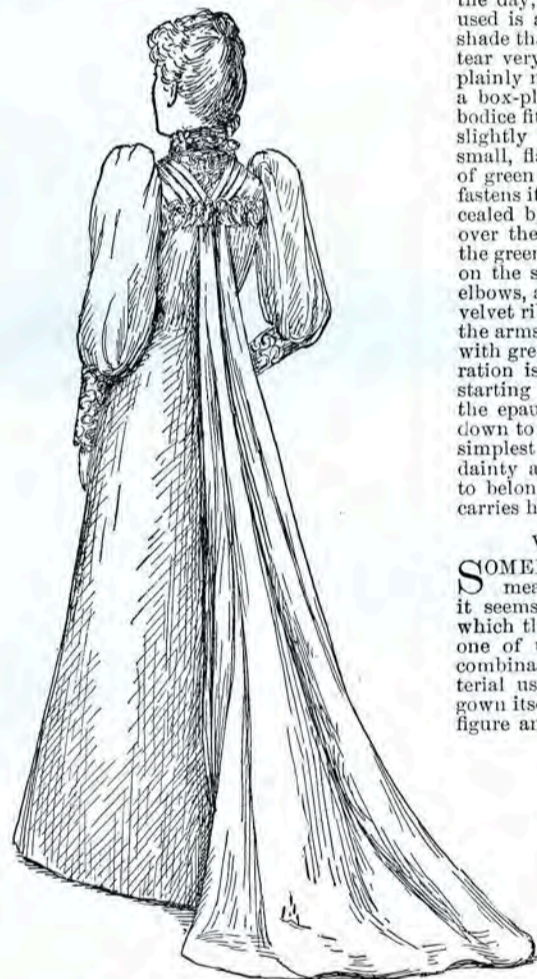 the day,
used is a
shade tha
tear very
plainly n
a box-pl
bodice fit
slightly
small, fla
of green
fastens it
cealed b
over the
the green
on the s
elbows, a
velvet ri
the arms
with gre
ration is
starting
the epau
down to
simplest
dainty a
to belon
carries h
SOME
mea
it seems
which th
one of
combina
terial us
gown itse
figure an